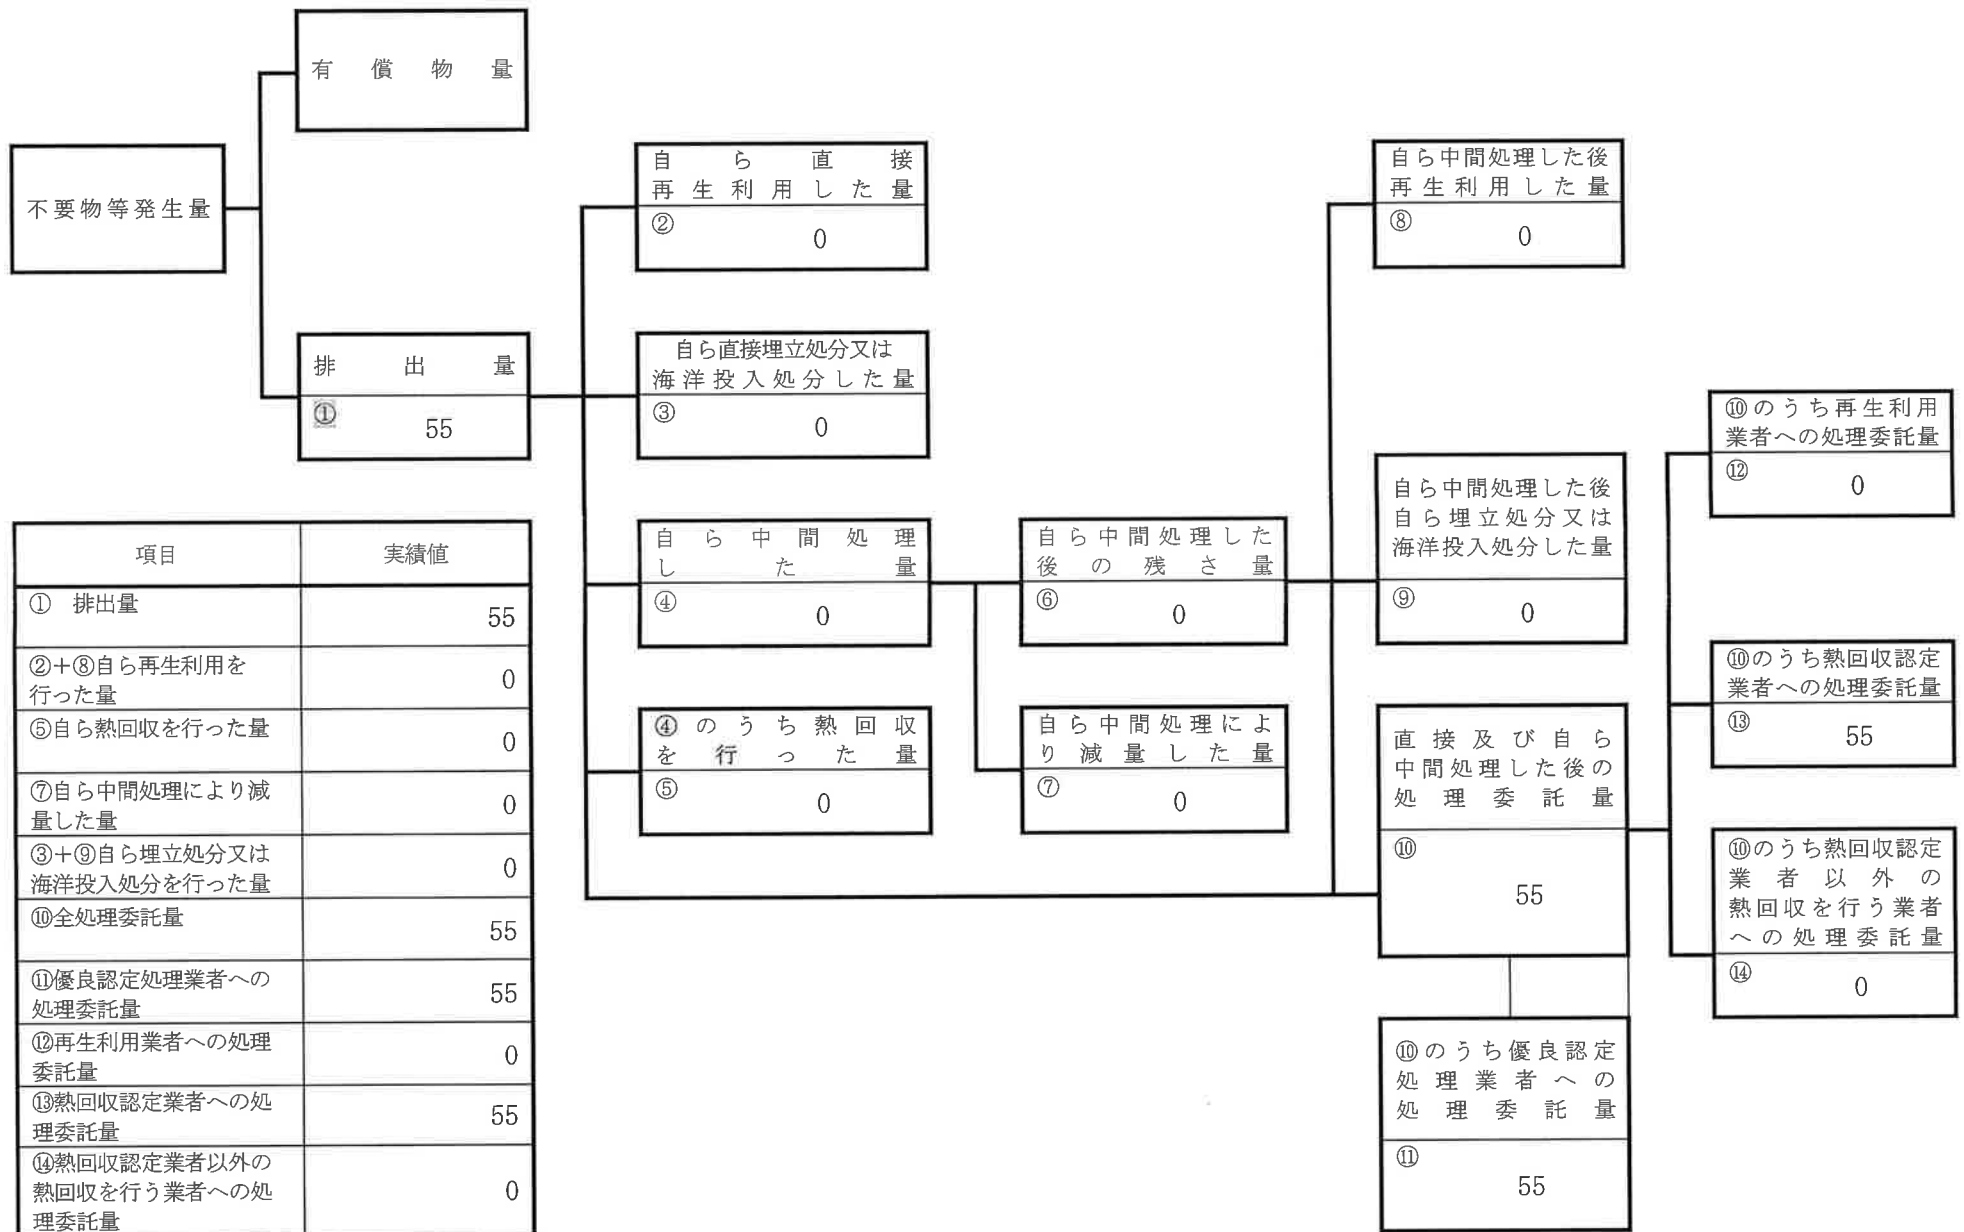 有償物量
不要物等発生量
排出量
①
55
自ら直接
再生利用した量
②
0
自ら直接埋立処分又は
海洋投入処分した量
③
0
自ら中間処理
した量
④
0
④のうち熱回収
を行った量
⑤
0
自ら中間処理した
後の残さ量
⑥
0
自ら中間処理によ
り減量した量
⑦
0
自ら中間処理した後
再生利用した量
⑧
0
自ら中間処理した後
自ら埋立処分又は
海洋投入処分した量
⑨
0
直接及び自ら
中間処理した後の
処理委託量
⑩
55
⑩のうち優良認定
処理業者への
処理委託量
⑪
55
⑩のうち再生利用
業者への処理委託量
⑫
0
⑩のうち熱回収認定
業者への処理委託量
⑬
55
⑩のうち熱回収認定
業者以外の
熱回収を行う業者
への処理委託量
⑭
0
項目 実績値
① 排出量
55
②+⑧自ら再生利用を
行った量
0
⑤自ら熱回収を行った量
0
⑦自ら中間処理により減
量した量
0
③+⑨自ら埋立処分又は
海洋投入処分を行った量
0
⑩全処理委託量
55
⑪優良認定処理業者への
処理委託量
55
⑫再生利用業者への処理
委託量
0
⑬熱回収認定業者への処
理委託量
55
⑭熱回収認定業者以外の
熱回収を行う業者への処
理委託量
0